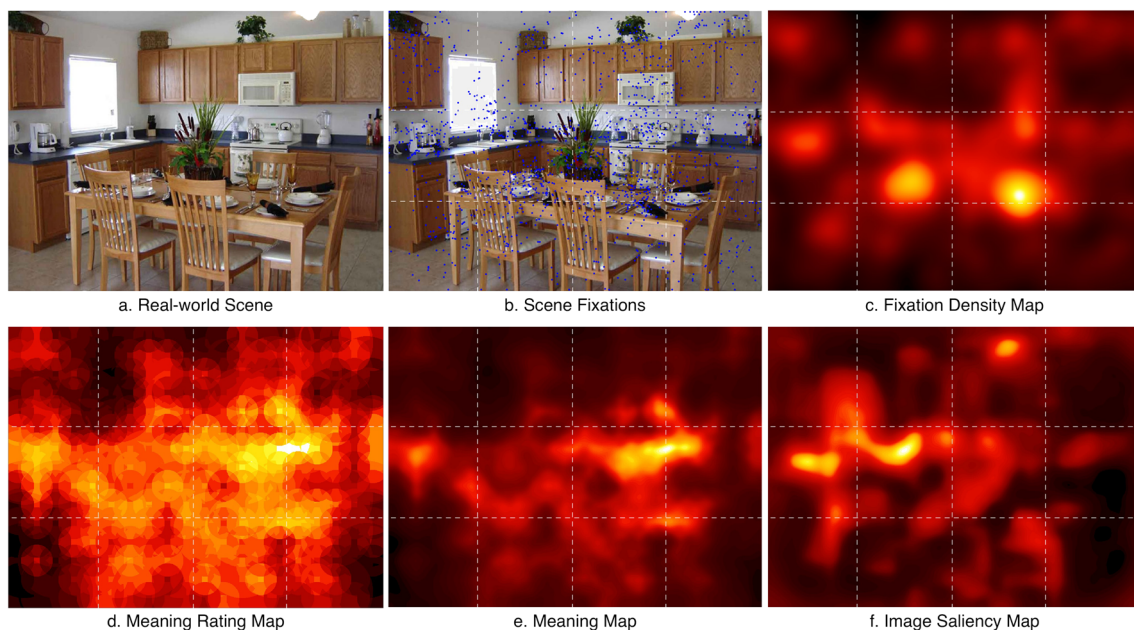 a. Real-world Scene
b. Scene Fixations
c. Fixation Density Map
d. Meaning Rating Map
e. Meaning Map
f. Image Saliency Map